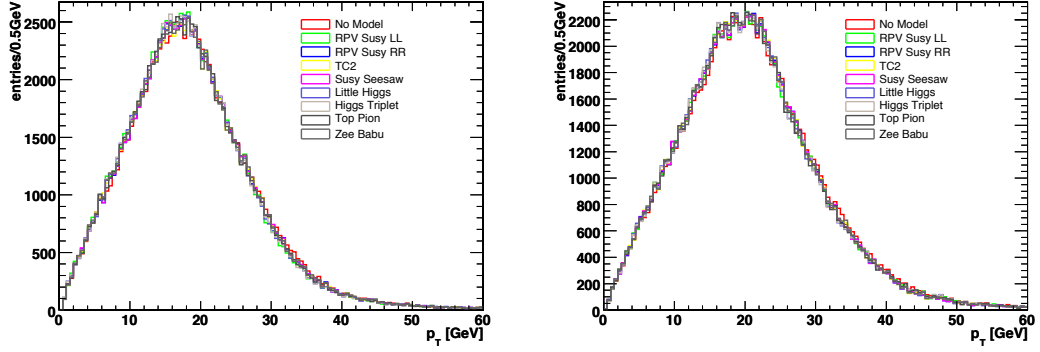 entries/0.5GeV
2500
2000
1500
1000
500
0
No Model
RPV Susy LL
RPV Susy RR
TC2
Susy Seesaw
Little Higgs
Higgs Triplet
Top Pion
Zee Babu
0 10 20 30 40 50 60
p_T [GeV]
entries/0.5GeV
2200
2000
1800
1600
1400
1200
1000
800
600
400
200
0
No Model
RPV Susy LL
RPV Susy RR
TC2
Susy Seesaw
Little Higgs
Higgs Triplet
Top Pion
Zee Babu
0 10 20 30 40 50 60
p_T [GeV]